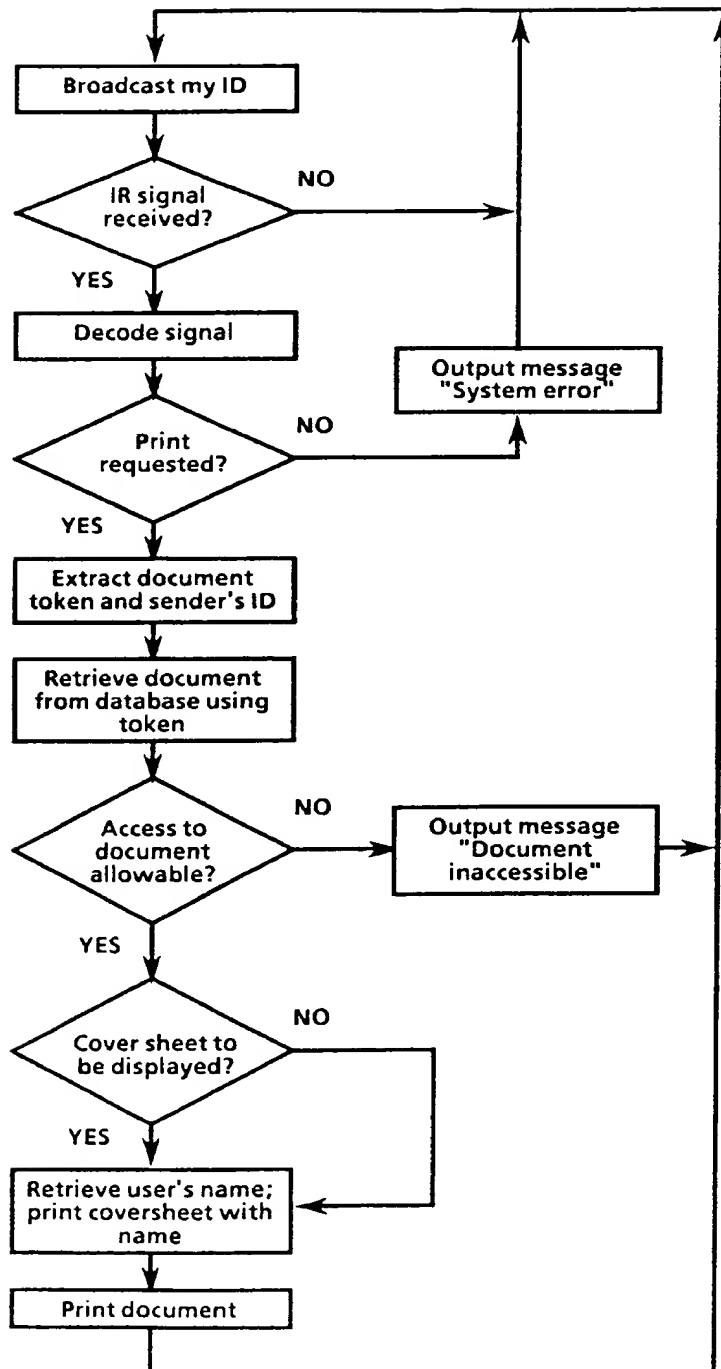 Broadcast my ID
NO
IR signal
received?
YES
Decode signal
Output message
"System error"
NO
Print
requested?
YES
Extract document
token and sender's ID
Retrieve document
from database using
token
NO
Access to
document
allowable?
Output message
"Document
inaccessible"
YES
NO
Cover sheet to
be displayed?
YES
Retrieve user's name;
print coversheet with
name
Print document